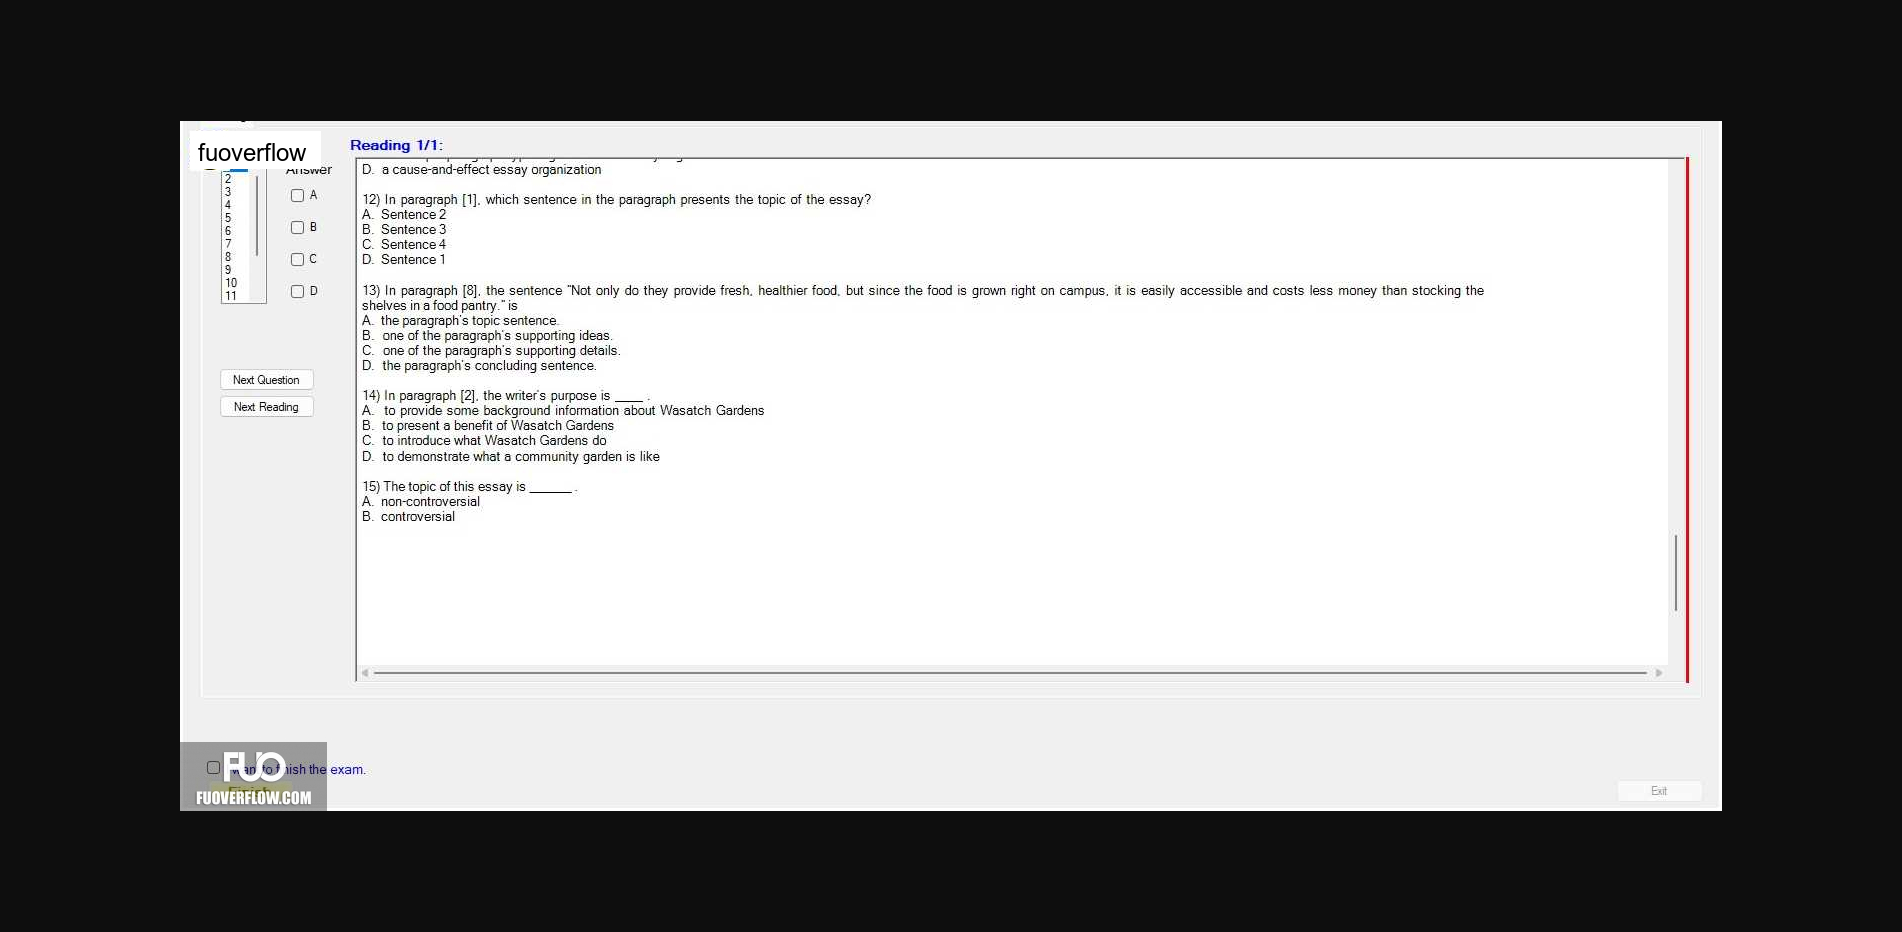 fuoverflow
Reading 1/1:
Answer
D. a cause-and-effect essay organization
2
3
4
5
6
7
8
9
10
11
A
B
C
D
12) In paragraph [1], which sentence in the paragraph presents the topic of the essay?
A. Sentence 2
B. Sentence 3
C. Sentence 4
D. Sentence 1
13) In paragraph [8], the sentence "Not only do they provide fresh, healthier food, but since the food is grown right on campus, it is easily accessible and costs less money than stocking the
shelves in a food pantry." is
A. the paragraph's topic sentence.
B. one of the paragraph's supporting ideas.
C. one of the paragraph's supporting details.
D. the paragraph's concluding sentence.
Next Question
Next Reading
14) In paragraph [2], the writer's purpose is ____ .
A. to provide some background information about Wasatch Gardens
B. to present a benefit of Wasatch Gardens
C. to introduce what Wasatch Gardens do
D. to demonstrate what a community garden is like
15) The topic of this essay is ______ .
A. non-controversial
B. controversial
FUO
the exam.
FUOVERFLOW.COM
Exit